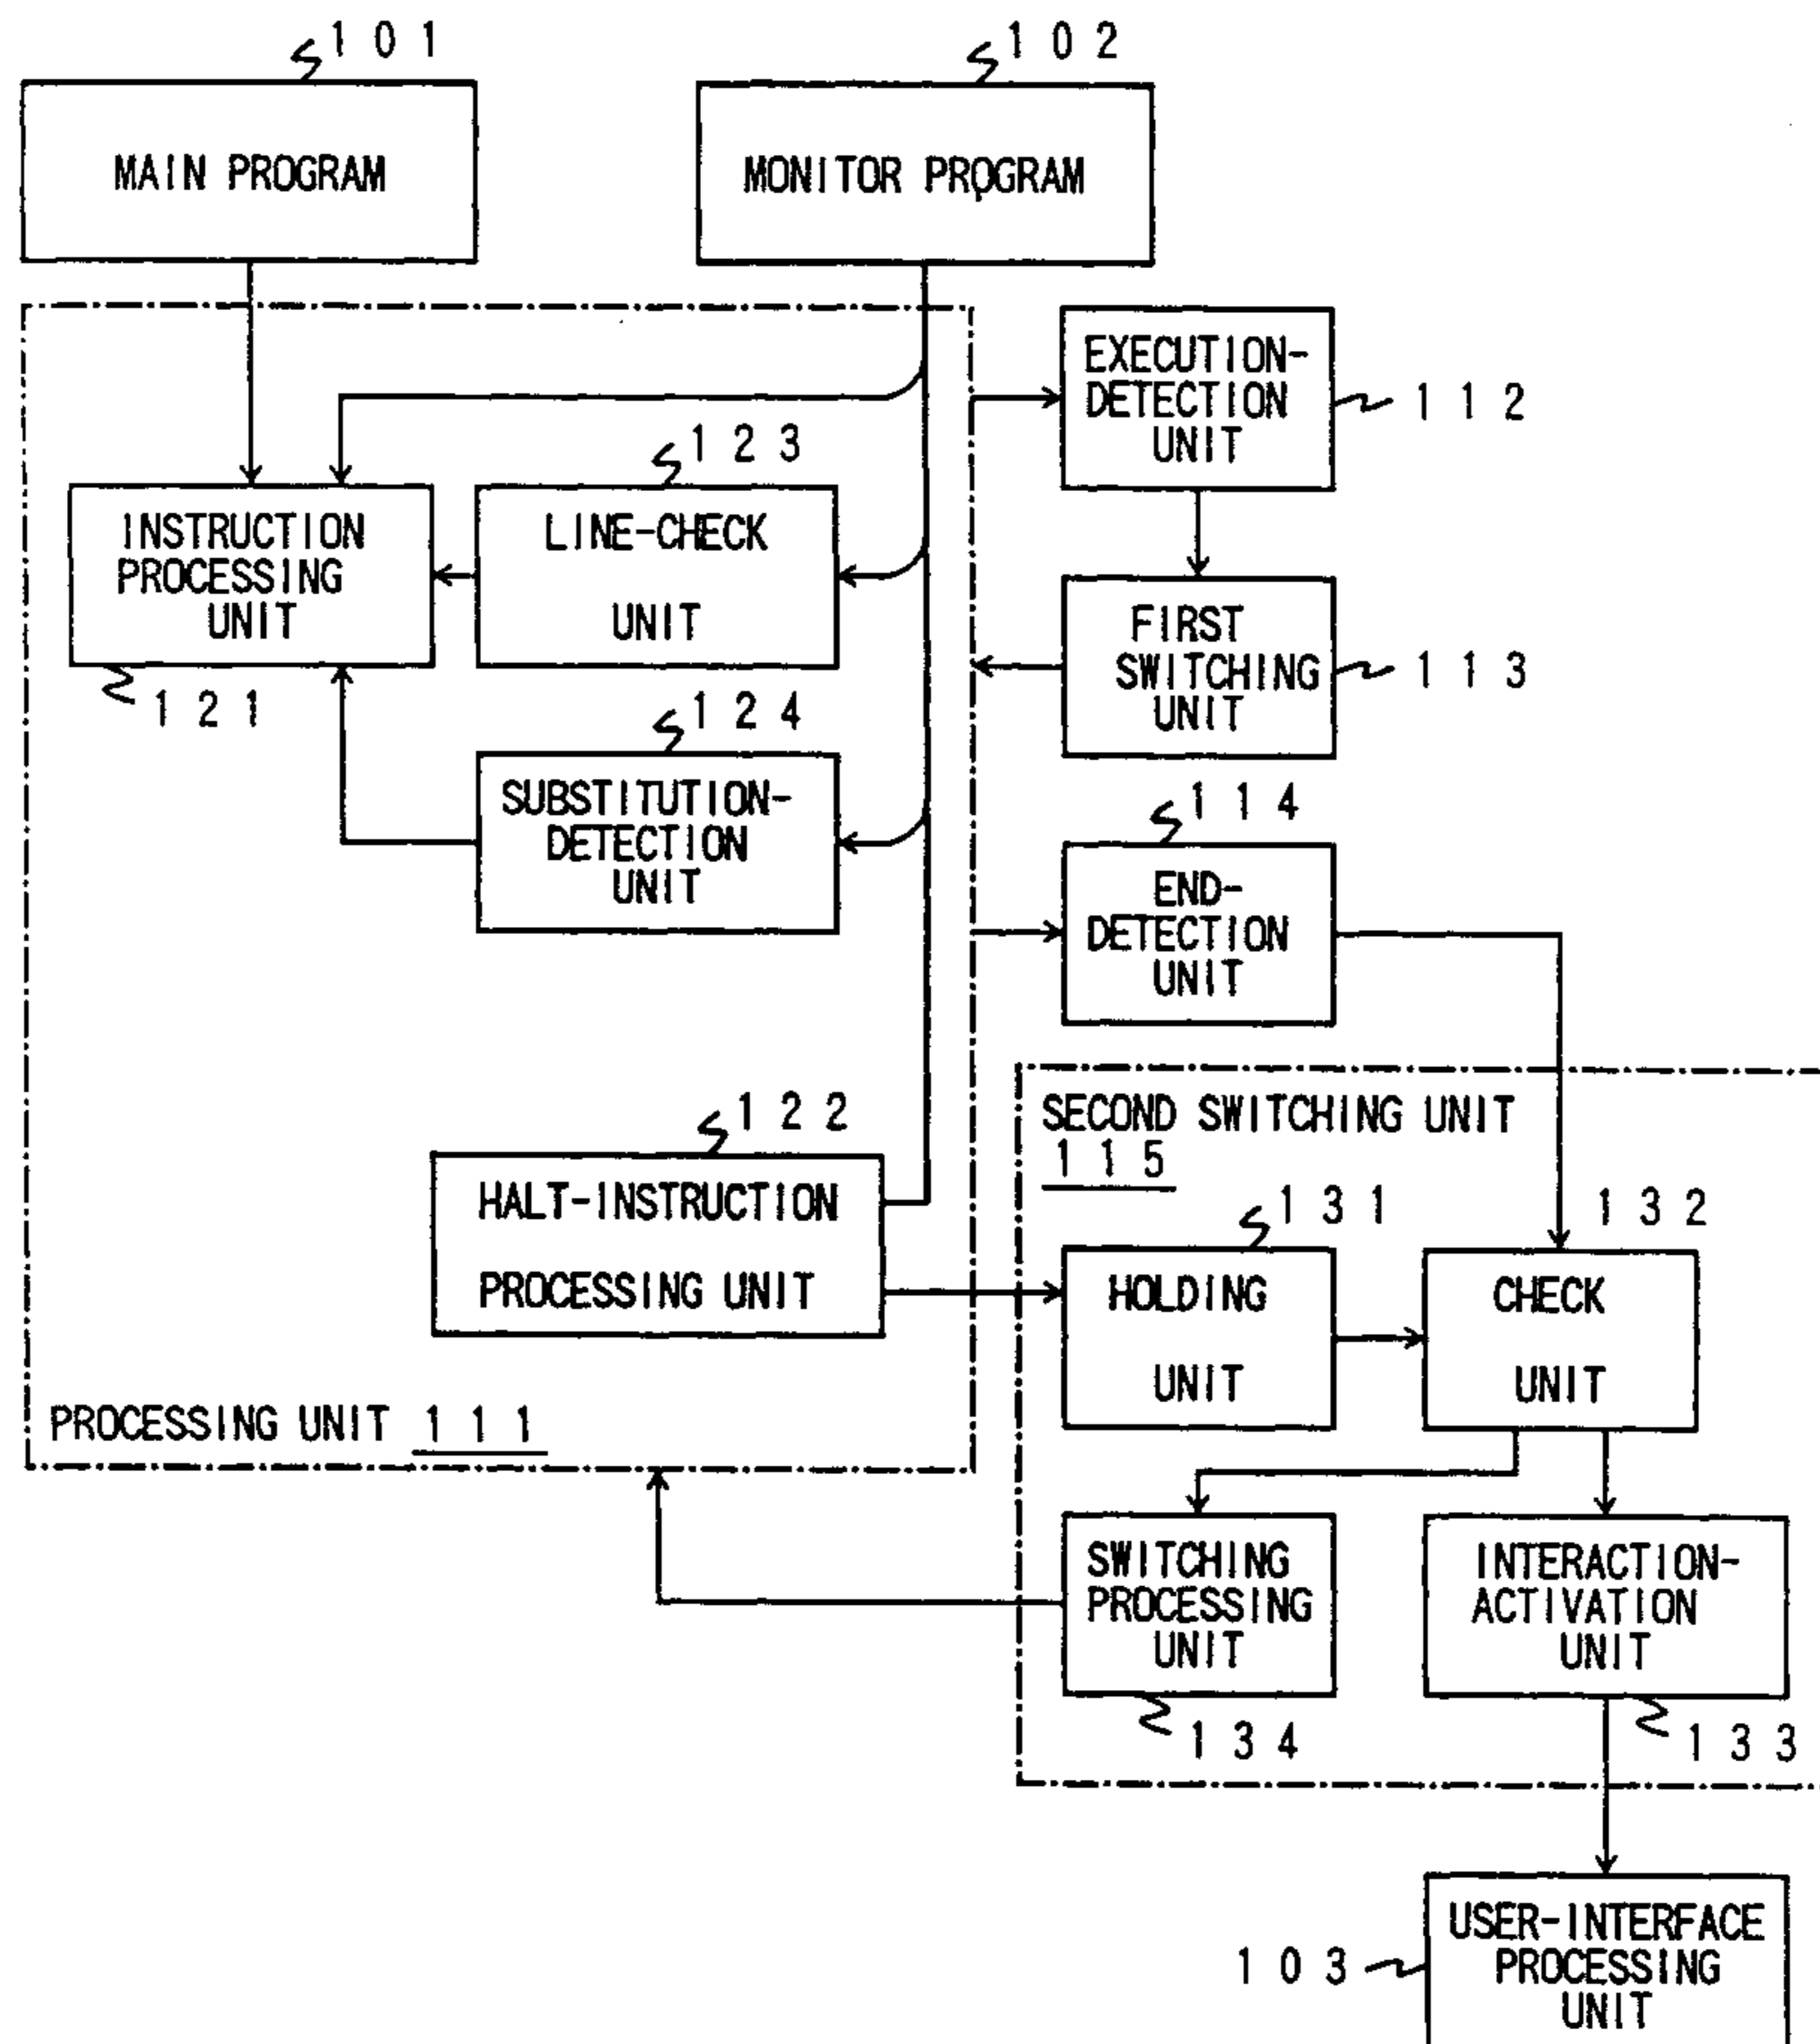 101
102
MAIN PROGRAM
MONITOR PROGRAM
EXECUTION-
DETECTION
UNIT
112
123
INSTRUCTION
PROCESSING
UNIT
121
LINE-CHECK
UNIT
FIRST
SWITCHING
UNIT
113
124
SUBSTITUTION-
DETECTION
UNIT
114
END-
DETECTION
UNIT
122
HALT-INSTRUCTION
PROCESSING UNIT
SECOND SWITCHING UNIT
115
131
132
HOLDING
UNIT
CHECK
UNIT
PROCESSING UNIT 111
SWITCHING
PROCESSING
UNIT
134
INTERACTION-
ACTIVATION
UNIT
133
103
USER-INTERFACE
PROCESSING
UNIT